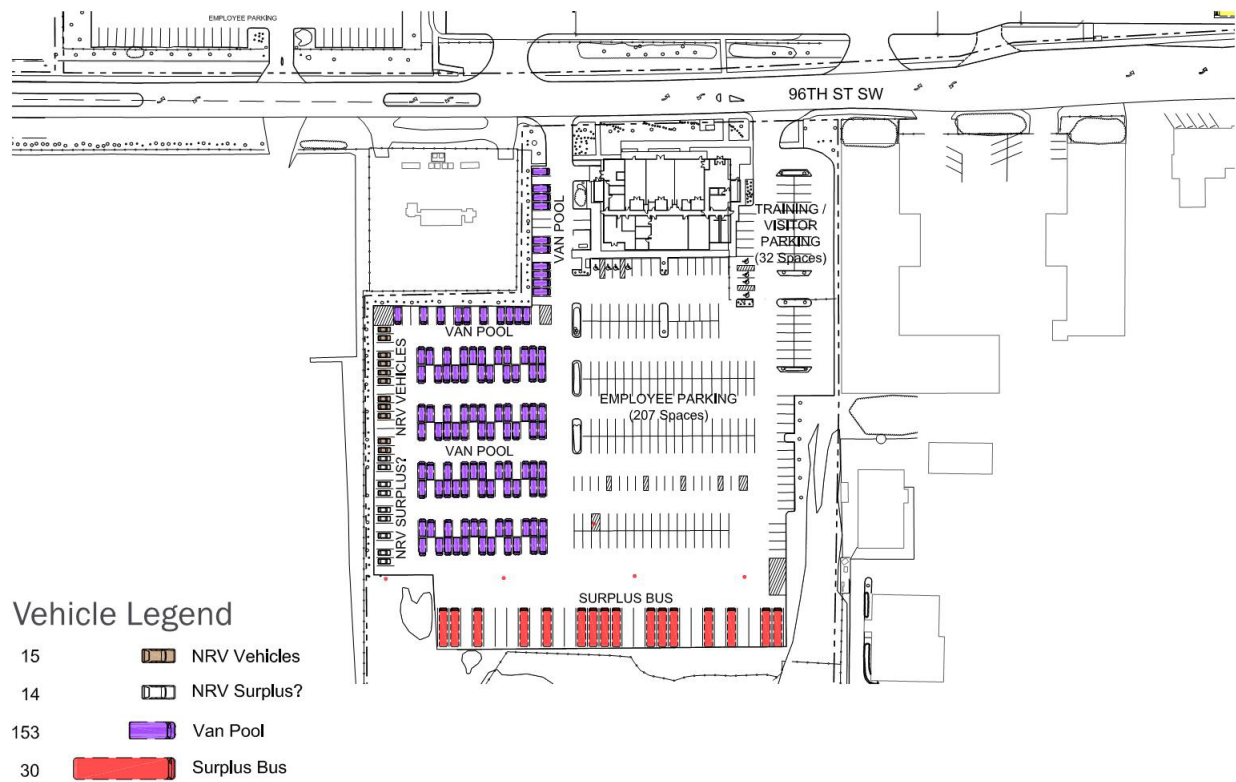 EMPLOYEE PARKING
96TH ST SW
VAN POOL
TRAINING /
VISITOR
PARKING
(32 Spaces)
VAN POOL
NRV VEHICLES
EMPLOYEE PARKING
(207 Spaces)
VAN POOL
NRV SURPLUS?
SURPLUS BUS
Vehicle Legend
15 NRV Vehicles
14 NRV Surplus?
153 Van Pool
30 Surplus Bus